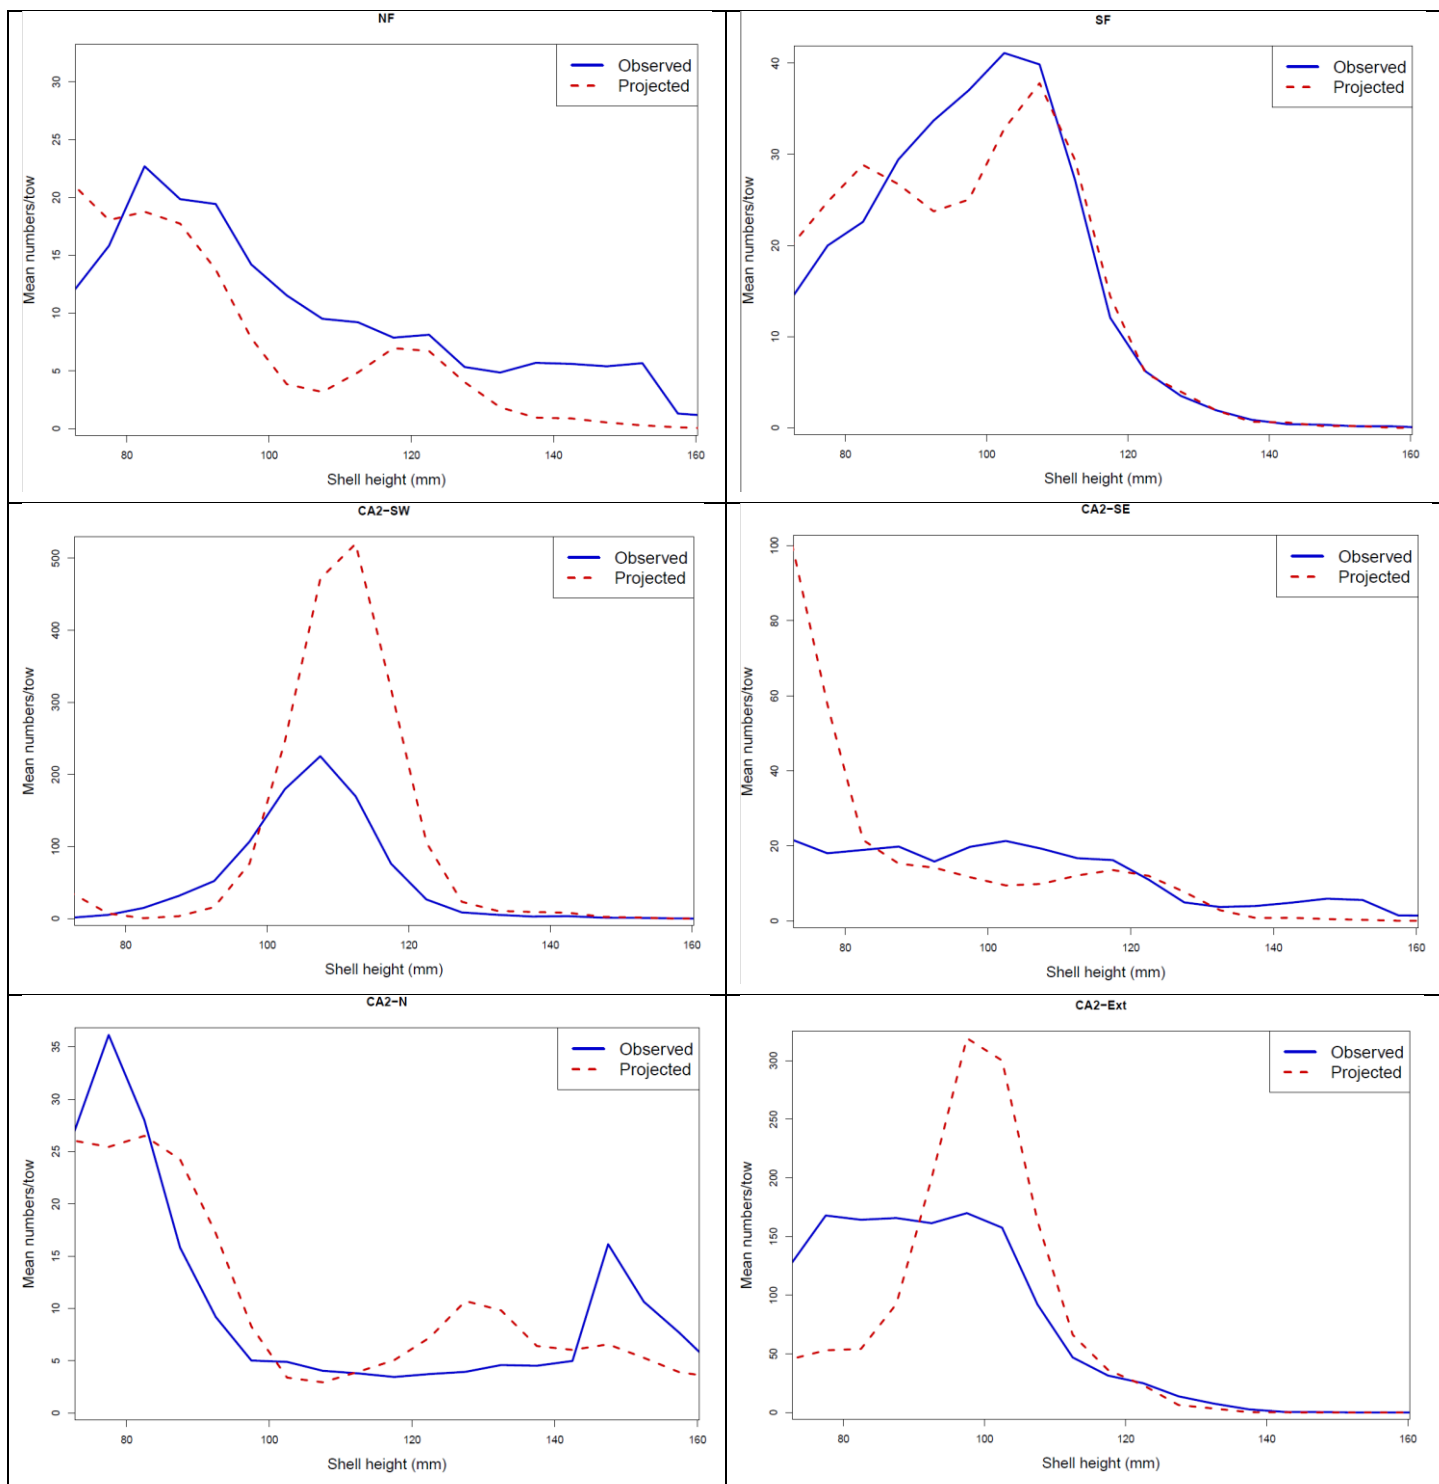 NF
Observed
Projected
Mean numbers/tow
0
5
10
15
20
25
30
80
100
120
140
160
Shell height (mm)
SF
Observed
Projected
Mean numbers/tow
0
10
20
30
40
80
100
120
140
160
Shell height (mm)
CA2−SW
Observed
Projected
Mean numbers/tow
0
100
200
300
400
500
80
100
120
140
160
Shell height (mm)
CA2−SE
Observed
Projected
Mean numbers/tow
0
20
40
60
80
100
80
100
120
140
160
Shell height (mm)
CA2−N
Observed
Projected
Mean numbers/tow
0
5
10
15
20
25
30
35
80
100
120
140
160
Shell height (mm)
CA2−Ext
Observed
Projected
Mean numbers/tow
0
50
100
150
200
250
300
80
100
120
140
160
Shell height (mm)